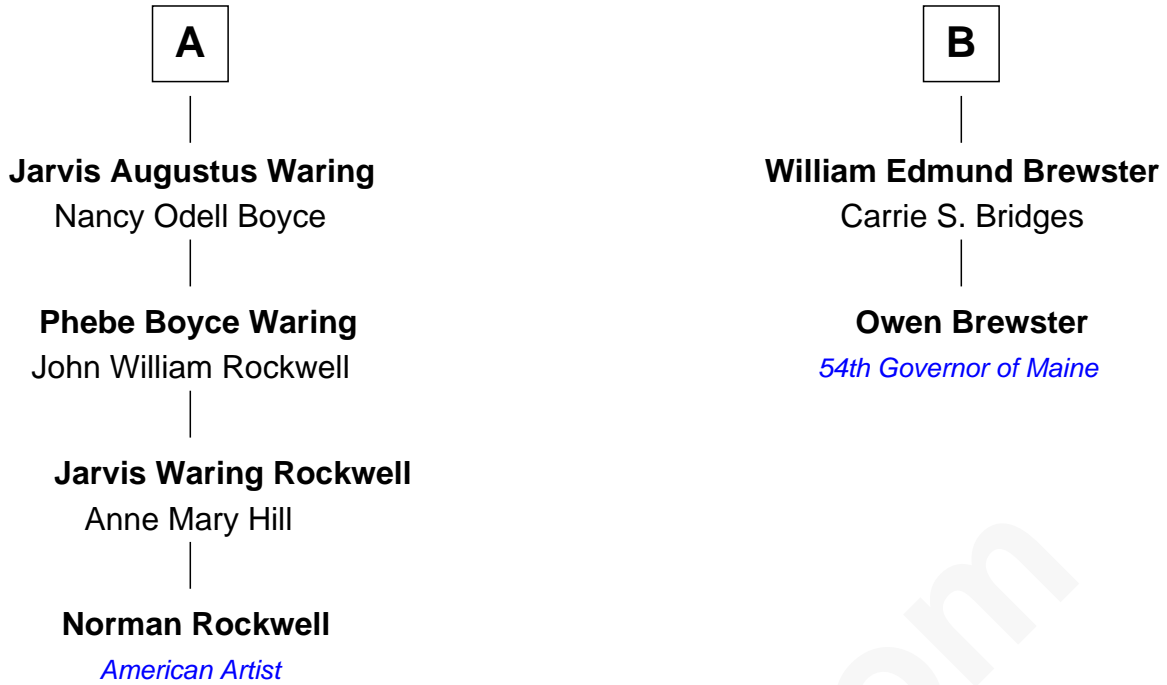 A
Jarvis Augustus Waring
Nancy Odell Boyce
Phebe Boyce Waring
John William Rockwell
Jarvis Waring Rockwell
Anne Mary Hill
Norman Rockwell
American Artist
B
William Edmund Brewster
Carrie S. Bridges
Owen Brewster
54th Governor of Maine
om